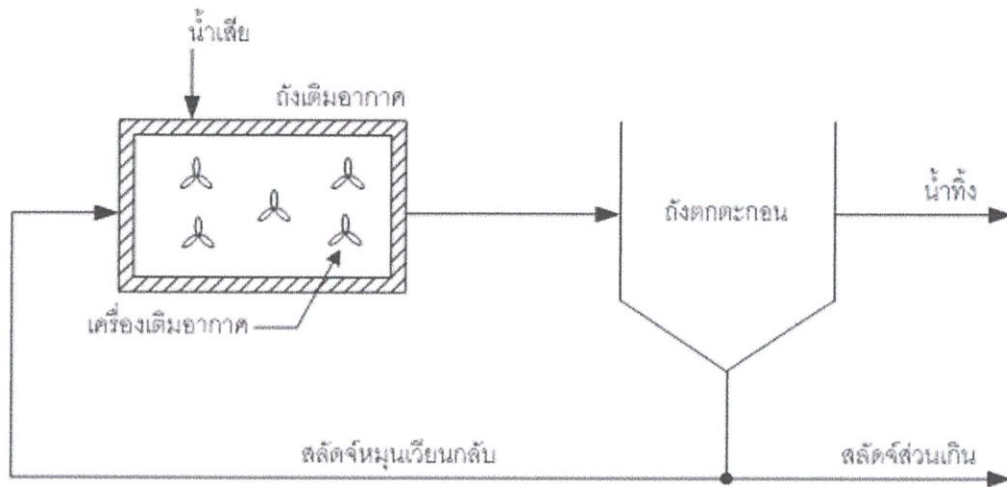 น้ำเสีย
ถังเติมอากาศ
น้ำทิ้ง
ถังตกตะกอน
เครื่องเติมอากาศ
สลัดจ์หมุนเวียนกลับ
สลัดจ์ส่วนเกิน